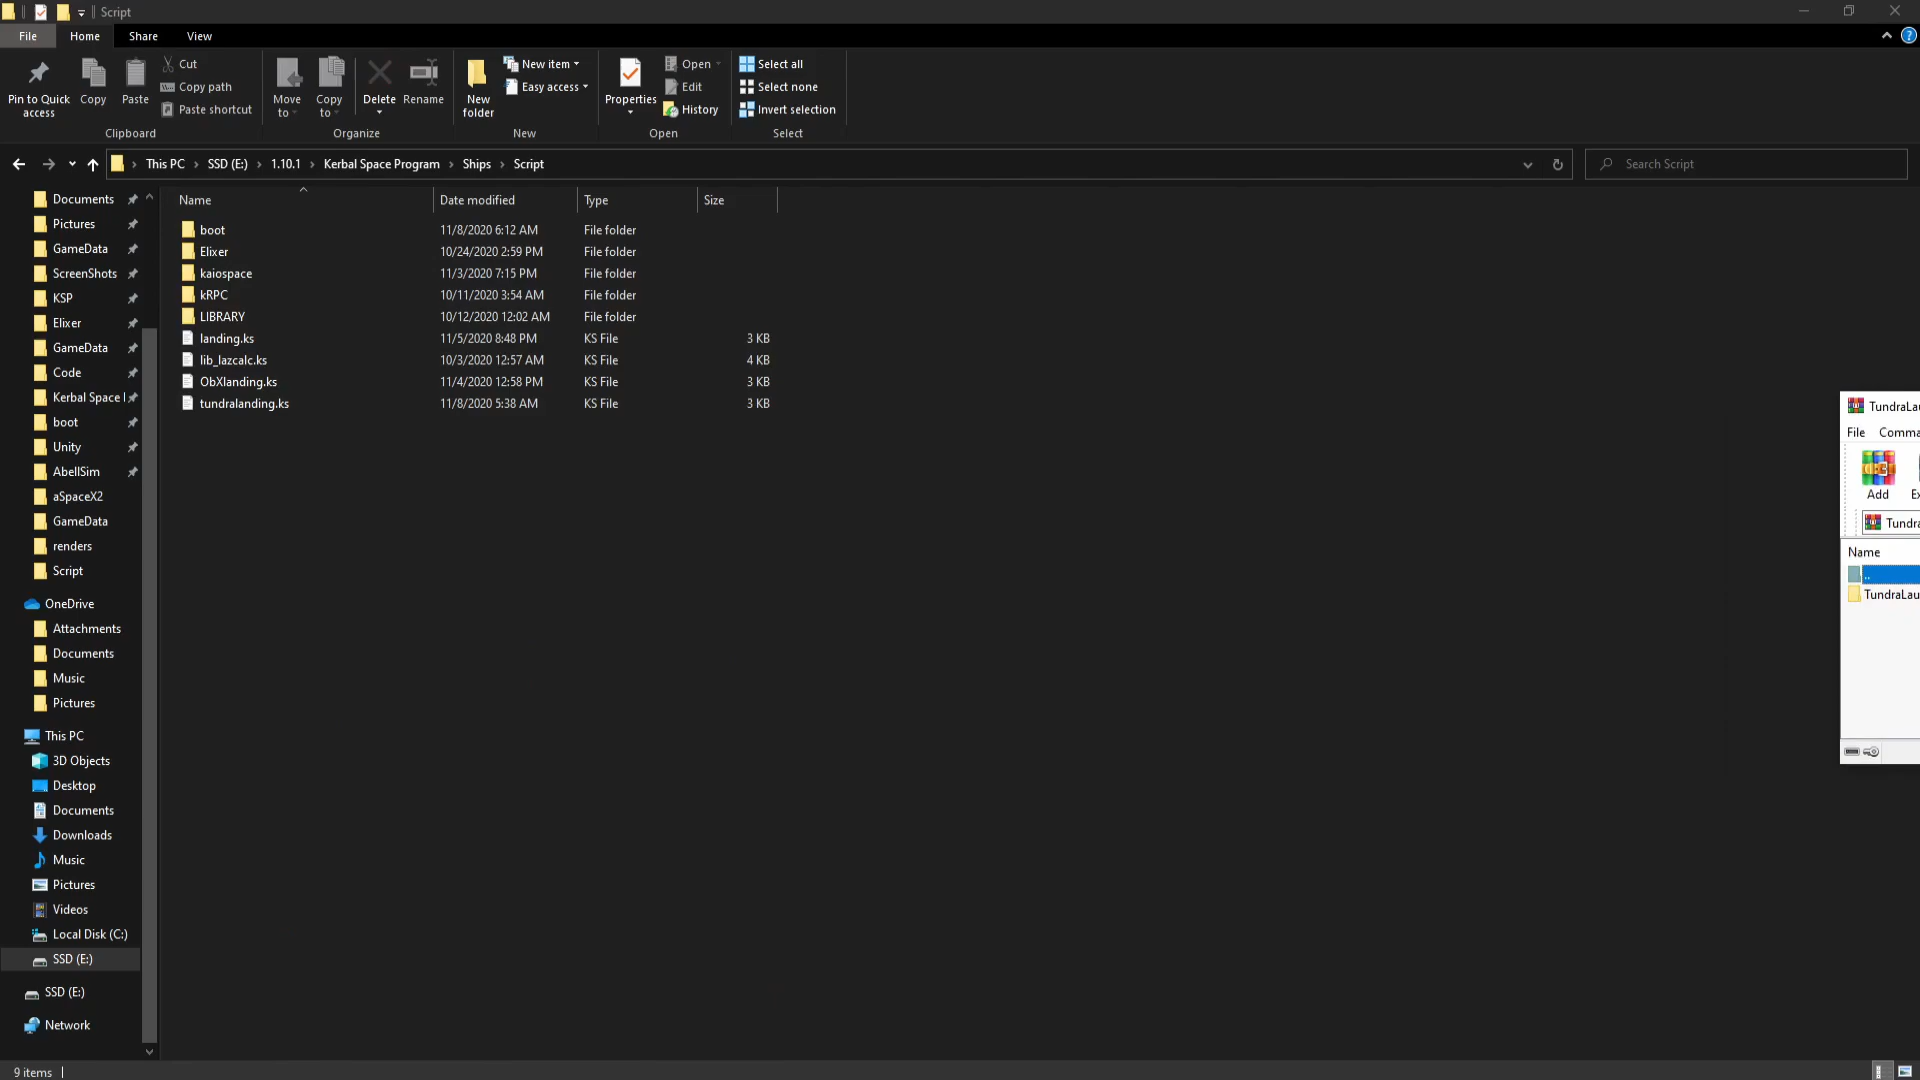 Script
File Home Share View
Pin to Quick access
Copy
Paste
Cut
Copy path
Paste shortcut
Clipboard
Move to
Copy to
Delete
Rename
Organize
New folder
New item
Easy access
New
Properties
Open
Edit
History
Open
Select all
Select none
Invert selection
Select
This PC › SSD (E:) › 1.10.1 › Kerbal Space Program › Ships › Script
Search Script
Documents
Pictures
GameData
ScreenShots
KSP
Elixer
GameData
Code
Kerbal Space
boot
Unity
AbellSim
aSpaceX2
GameData
renders
Script
OneDrive
Attachments
Documents
Music
Pictures
This PC
3D Objects
Desktop
Documents
Downloads
Music
Pictures
Videos
Local Disk (C:)
SSD (E:)
SSD (E:)
Network
Name Date modified Type Size
boot 11/8/2020 6:12 AM File folder
Elixer 10/24/2020 2:59 PM File folder
kaiospace 11/3/2020 7:15 PM File folder
kRPC 10/11/2020 3:54 AM File folder
LIBRARY 10/12/2020 12:02 AM File folder
landing.ks 11/5/2020 8:48 PM KS File 3 KB
lib_lazcalc.ks 10/3/2020 12:57 AM KS File 4 KB
ObXlanding.ks 11/4/2020 12:58 PM KS File 3 KB
tundralanding.ks 11/8/2020 5:38 AM KS File 3 KB
TundraLau
File Comma
Add Ex
Tundra
Name
..
TundraLau
9 items